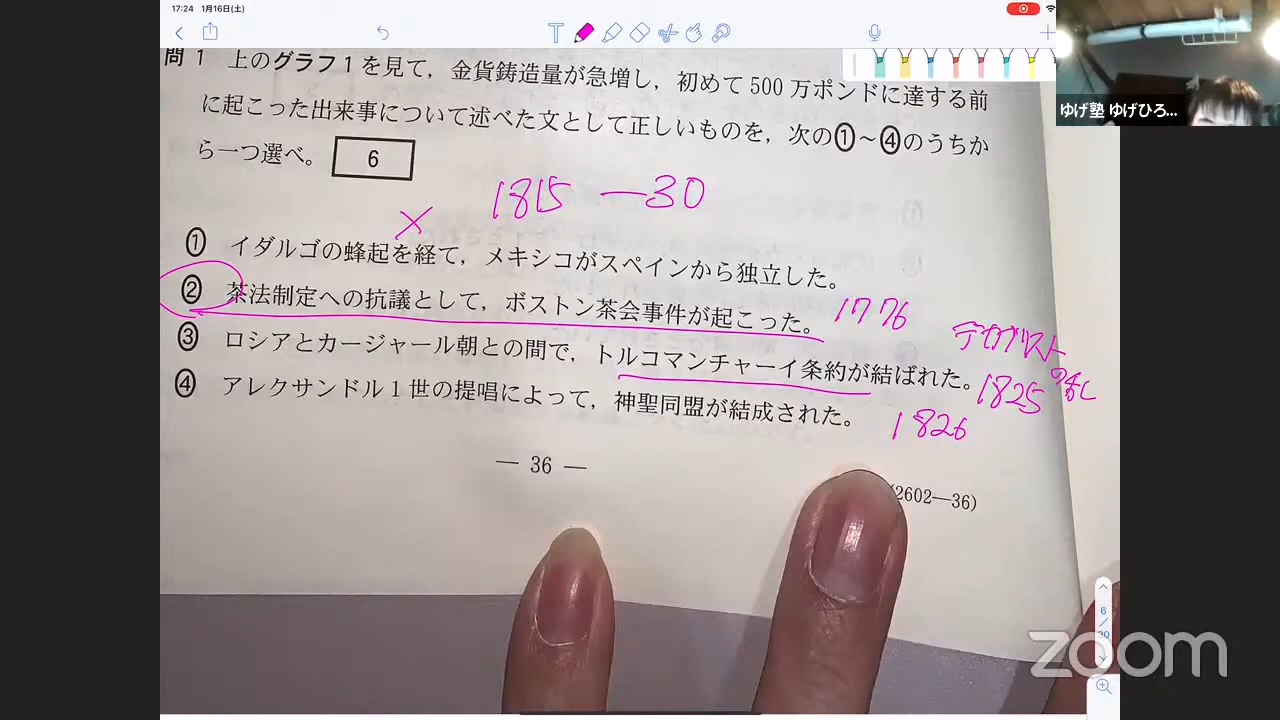 17:24 1月16日(土)
ゆげ塾 ゆげひろ...
問1 上のグラフ1を見て，金貨鋳造量が急増し，初めて500万ポンドに達する前
に起こった出来事について述べた文として正しいものを，次の①～④のうちか
ら一つ選べ。 6
1815 ―30
×
① イダルゴの蜂起を経て，メキシコがスペインから独立した。
② 茶法制定への抗議として，ボストン茶会事件が起こった。 1776
デカブリスト
の乱
③ ロシアとカージャール朝との間で，トルコマンチャーイ条約が結ばれた。 1825
④ アレクサンドル1世の提唱によって，神聖同盟が結成された。 1826
― 36 ―
(2602―36)
6
/
30
zoom